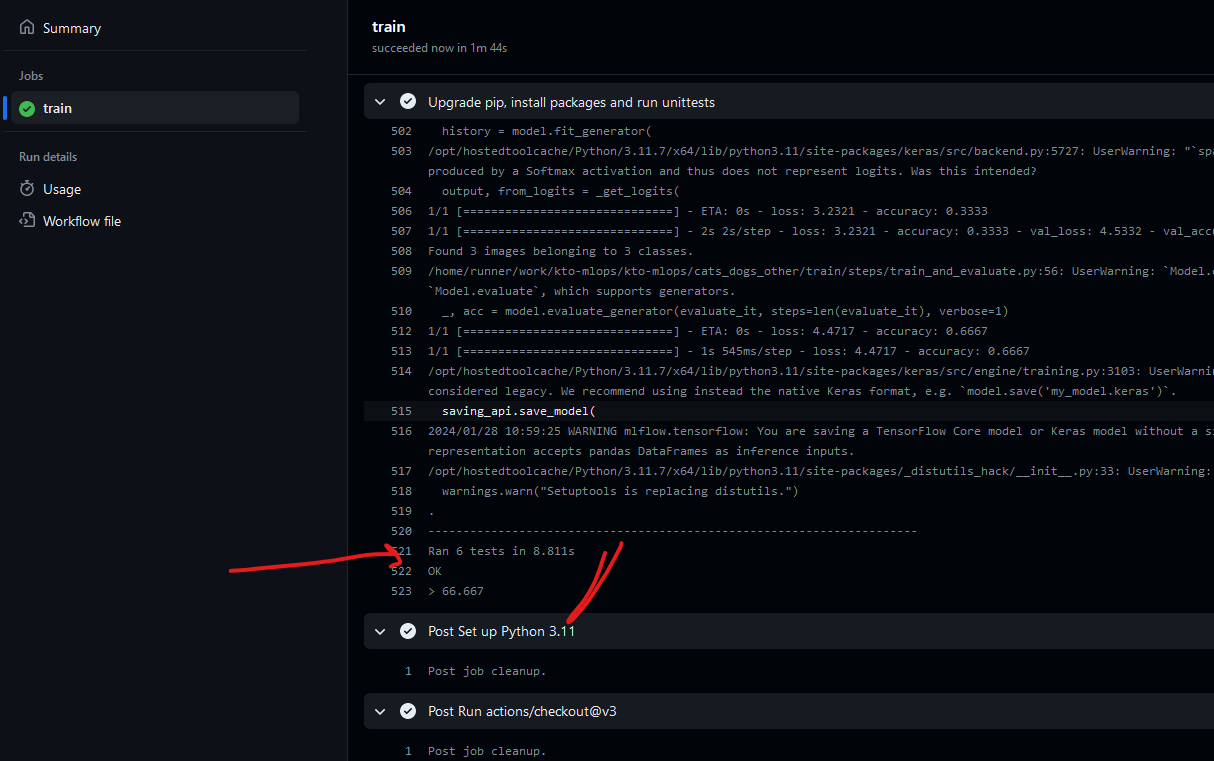 Summary
Jobs
train
Run details
Usage
Workflow file
train
succeeded now in 1m 44s
Upgrade pip, install packages and run unittests
502 history = model.fit_generator(
503 /opt/hostedtoolcache/Python/3.11.7/x64/lib/python3.11/site-packages/keras/src/backend.py:5727: UserWarning: "`sp
produced by a Softmax activation and thus does not represent logits. Was this intended?
504 output, from_logits = _get_logits(
506 1/1 [==============================] - ETA: 0s - loss: 3.2321 - accuracy: 0.3333
507 1/1 [==============================] - 2s 2s/step - loss: 3.2321 - accuracy: 0.3333 - val_loss: 4.5332 - val_acc
508 Found 3 images belonging to 3 classes.
509 /home/runner/work/kto-mlops/kto-mlops/cats_dogs_other/train/steps/train_and_evaluate.py:56: UserWarning: `Model.
`Model.evaluate`, which supports generators.
510 _, acc = model.evaluate_generator(evaluate_it, steps=len(evaluate_it), verbose=1)
512 1/1 [==============================] - ETA: 0s - loss: 4.4717 - accuracy: 0.6667
513 1/1 [==============================] - 1s 545ms/step - loss: 4.4717 - accuracy: 0.6667
514 /opt/hostedtoolcache/Python/3.11.7/x64/lib/python3.11/site-packages/keras/src/engine/training.py:3103: UserWarni
considered legacy. We recommend using instead the native Keras format, e.g. `model.save('my_model.keras')`.
515 saving_api.save_model(
516 2024/01/28 10:59:25 WARNING mlflow.tensorflow: You are saving a TensorFlow Core model or Keras model without a s
representation accepts pandas DataFrames as inference inputs.
517 /opt/hostedtoolcache/Python/3.11.7/x64/lib/python3.11/site-packages/_distutils_hack/__init__.py:33: UserWarning:
518 warnings.warn("Setuptools is replacing distutils.")
519 .
520 ----------------------------------------------------------------------
521 Ran 6 tests in 8.811s
522 OK
523 > 66.667
Post Set up Python 3.11
1 Post job cleanup.
Post Run actions/checkout@v3
1 Post job cleanup.